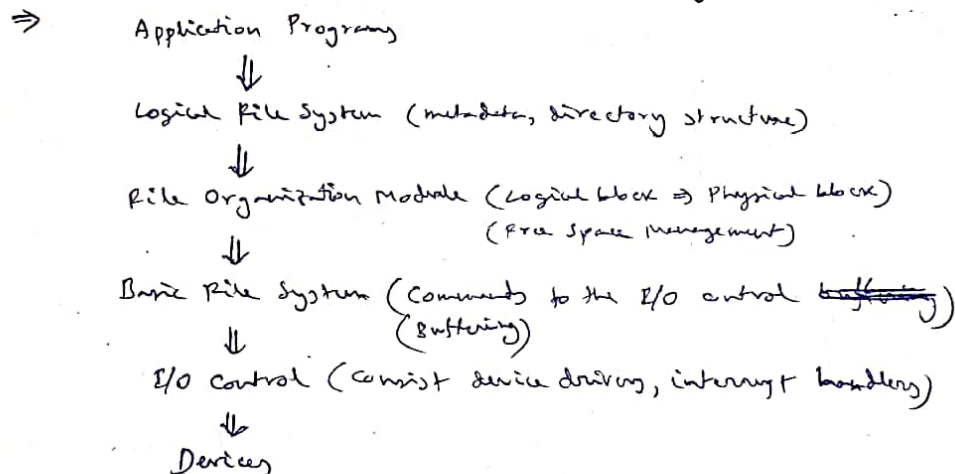 ⇒ Application Programs
⇓
Logical File System (metadata, directory structure)
⇓
File Organization Module (Logical block ⇒ Physical block)
(Free Space Management)
⇓
Basic File System (Commands to the I/O control)
(Buffering)
⇓
I/O control (consist device drivers, interrupt handlers)
⇓
Devices